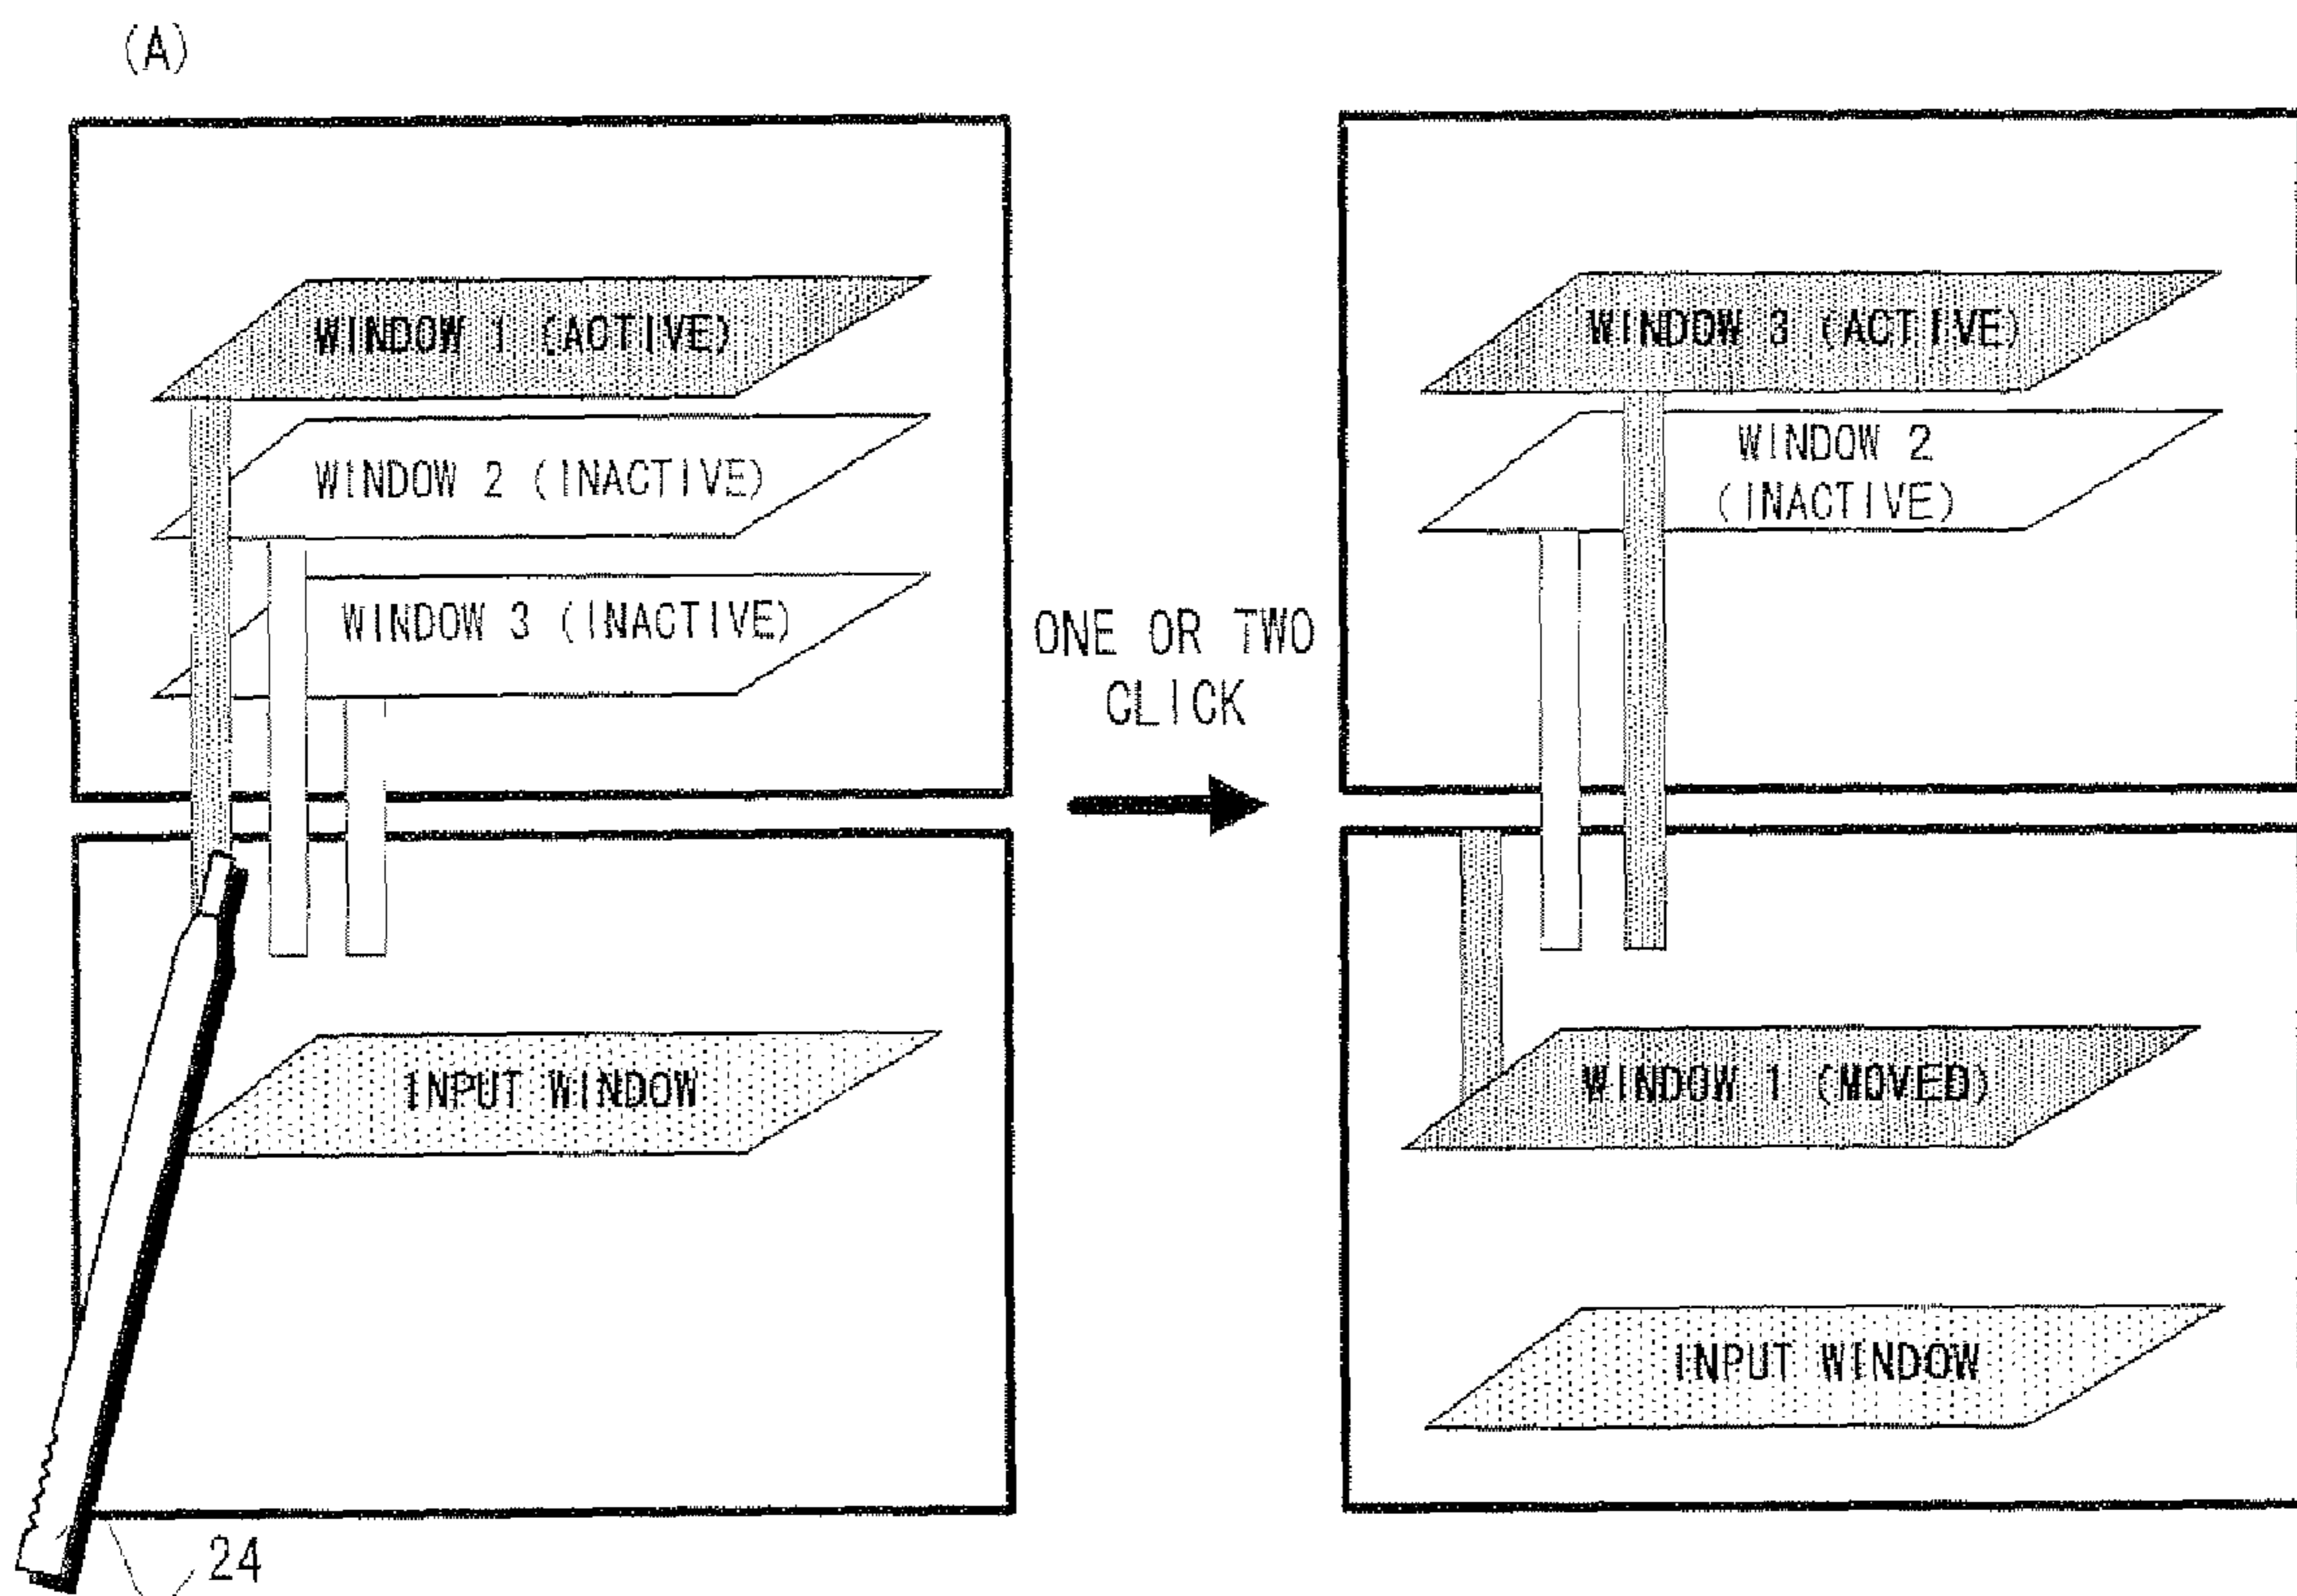 (A)
WINDOW 1 (ACTIVE)
WINDOW 2 (INACTIVE)
WINDOW 3 (INACTIVE)
INPUT WINDOW
24
ONE OR TWO
CLICK
WINDOW 3 (ACTIVE)
WINDOW 2
(INACTIVE)
WINDOW 1 (MOVED)
INPUT WINDOW